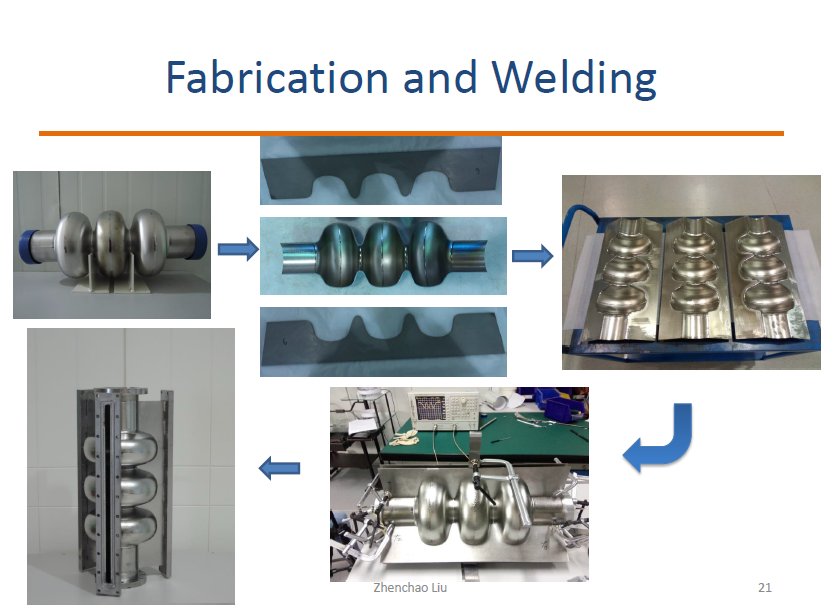 Fabrication and Welding
Zhenchao Liu
21